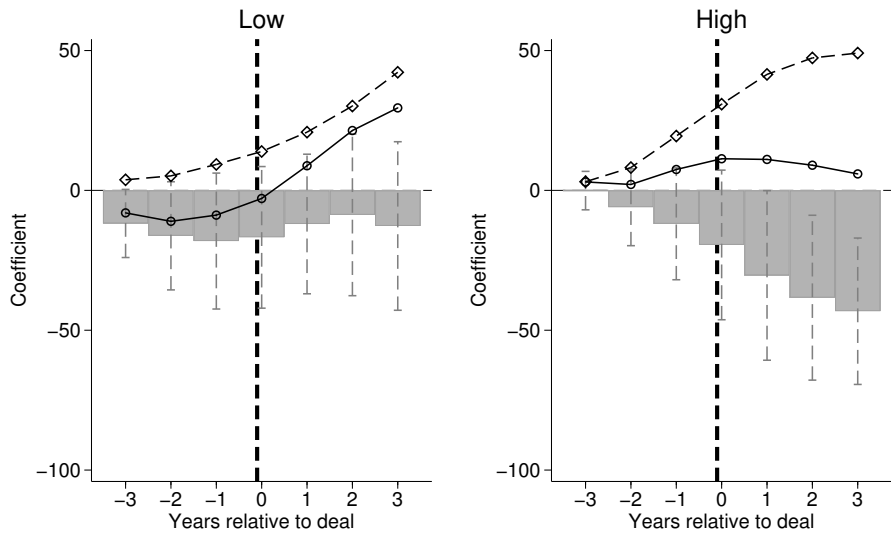 Low
50
0
−50
−100
Coefficient
−3 −2 −1 0 1 2 3
Years relative to deal
High
50
0
−50
−100
Coefficient
−3 −2 −1 0 1 2 3
Years relative to deal